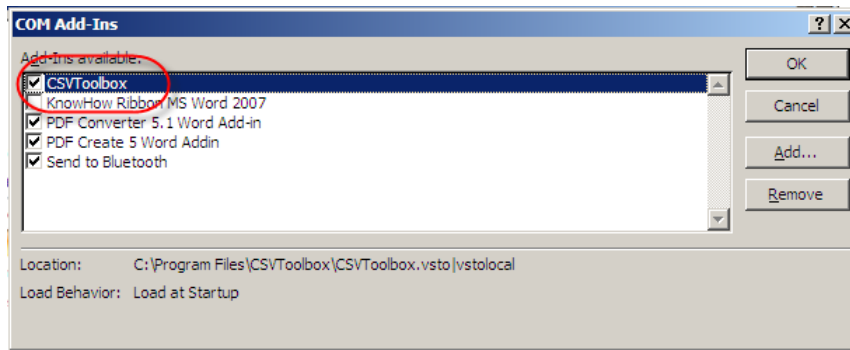 COM Add-Ins
Add-Ins available:
CSVToolbox
KnowHow Ribbon MS Word 2007
PDF Converter 5.1 Word Add-in
PDF Create 5 Word Addin
Send to Bluetooth
OK
Cancel
Add...
Remove
Location: C:\Program Files\CSVToolbox\CSVToolbox.vsto|vstolocal
Load Behavior: Load at Startup